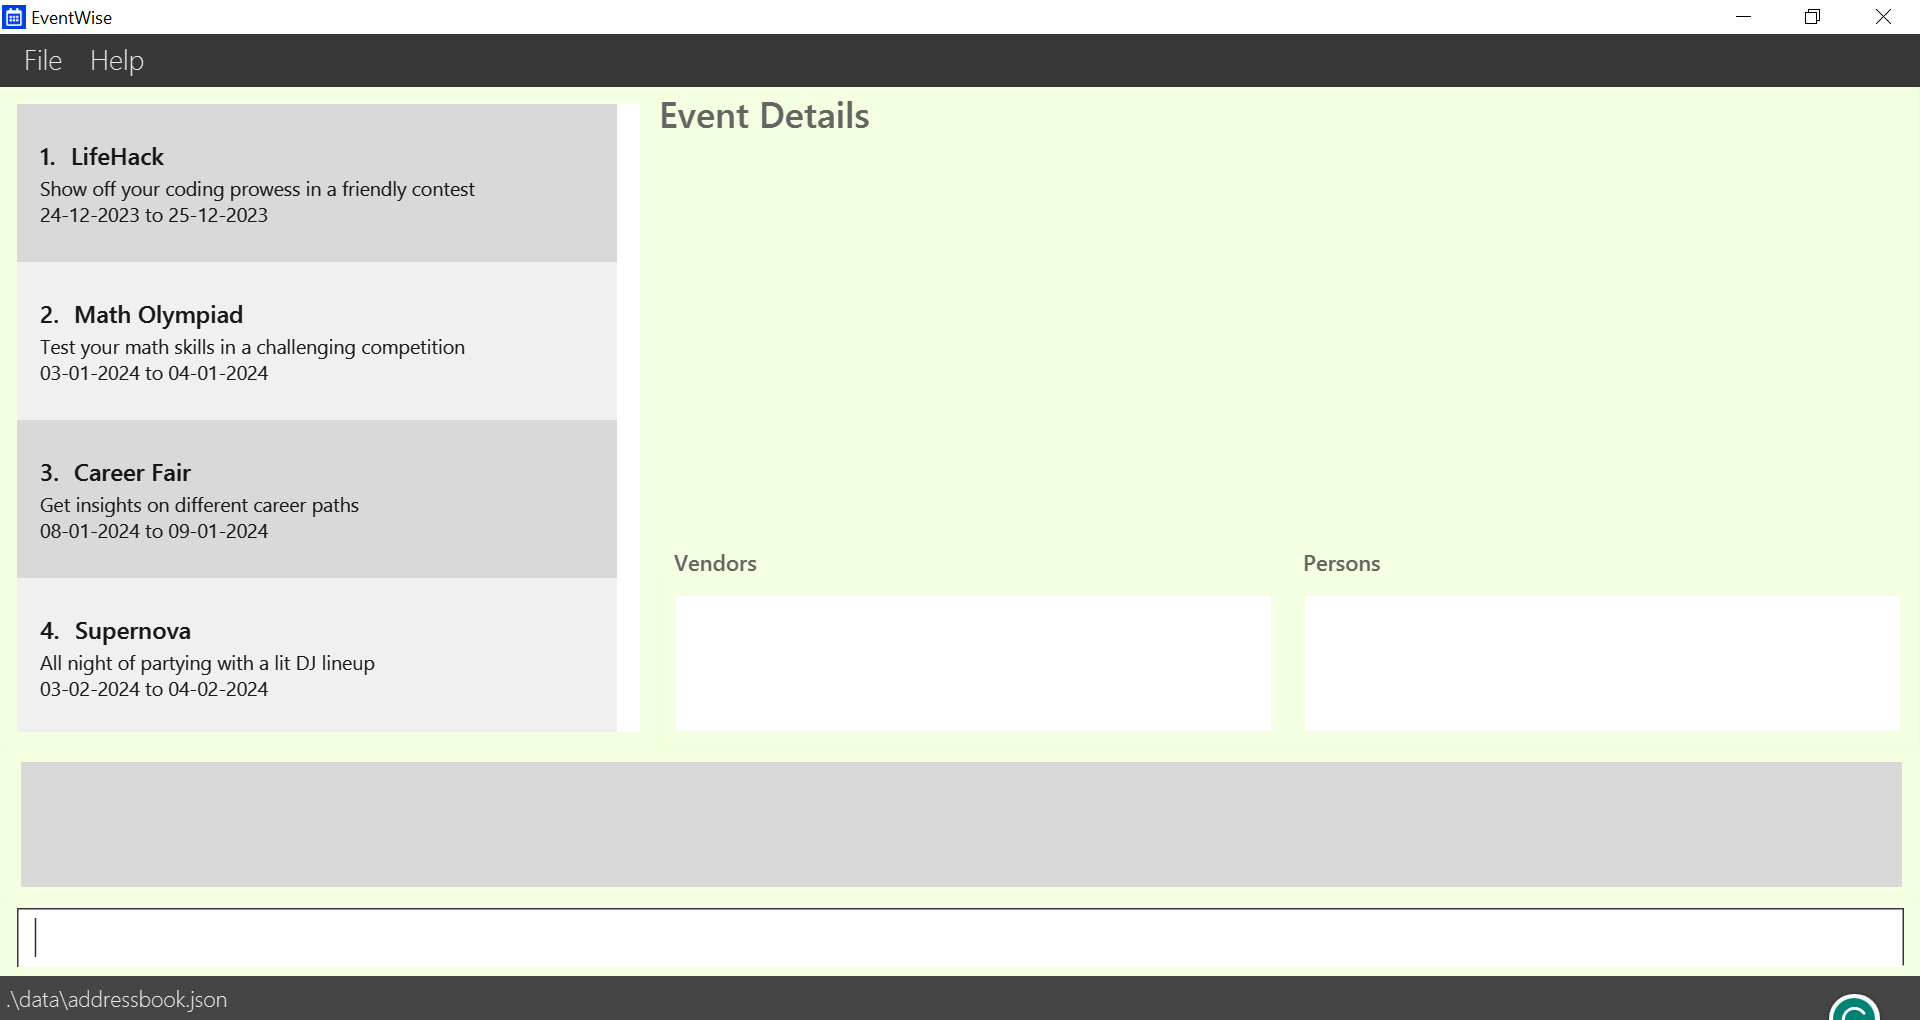 EventWise
File Help
1. LifeHack
Show off your coding prowess in a friendly contest
24-12-2023 to 25-12-2023
2. Math Olympiad
Test your math skills in a challenging competition
03-01-2024 to 04-01-2024
3. Career Fair
Get insights on different career paths
08-01-2024 to 09-01-2024
4. Supernova
All night of partying with a lit DJ lineup
03-02-2024 to 04-02-2024
Event Details
Vendors
Persons
.\data\addressbook.json